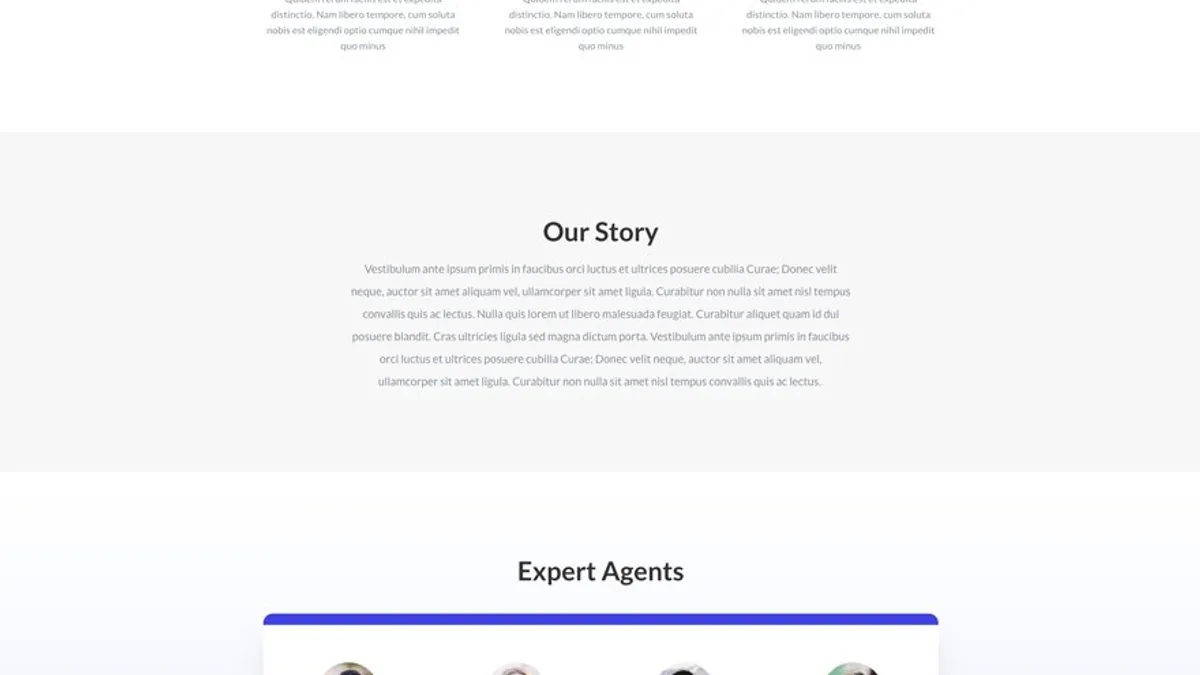 distinctio. Nam libero tempore, cum soluta
nobis est eligendi optio cumque nihil impedit
quo minus
distinctio. Nam libero tempore, cum soluta
nobis est eligendi optio cumque nihil impedit
quo minus
distinctio. Nam libero tempore, cum soluta
nobis est eligendi optio cumque nihil impedit
quo minus
Our Story
Vestibulum ante ipsum primis in faucibus orci luctus et ultrices posuere cubilia Curae; Donec velit
neque, auctor sit amet aliquam vel, ullamcorper sit amet ligula. Curabitur non nulla sit amet nisl tempus
convallis quis ac lectus. Nulla quis lorem ut libero malesuada feugiat. Curabitur aliquet quam id dui
posuere blandit. Cras ultricies ligula sed magna dictum porta. Vestibulum ante ipsum primis in faucibus
orci luctus et ultrices posuere cubilia Curae; Donec velit neque, auctor sit amet aliquam vel,
ullamcorper sit amet ligula. Curabitur non nulla sit amet nisl tempus convallis quis ac lectus.
Expert Agents